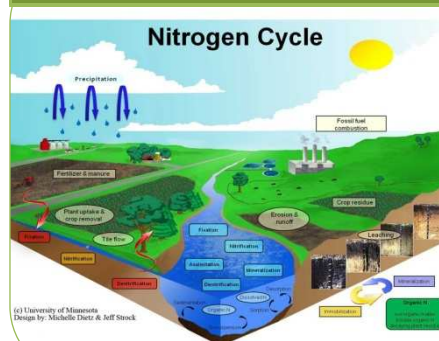 Nitrogen Cycle
Precipitation
Fossil fuel
combustion
Fertilizer & manure
Crop residue
Plant uptake &
crop removal
Erosion &
runoff
Fixation
Tile flow
Fixation
Leaching
Nitrification
Nitrification
Assimilation
Mineralization
Denitrification
Denitrification
Mineralization
Immobilization
Organic N
Organic N
(c) University of Minnesota
Design by: Michelle Dietz & Jeff Strock